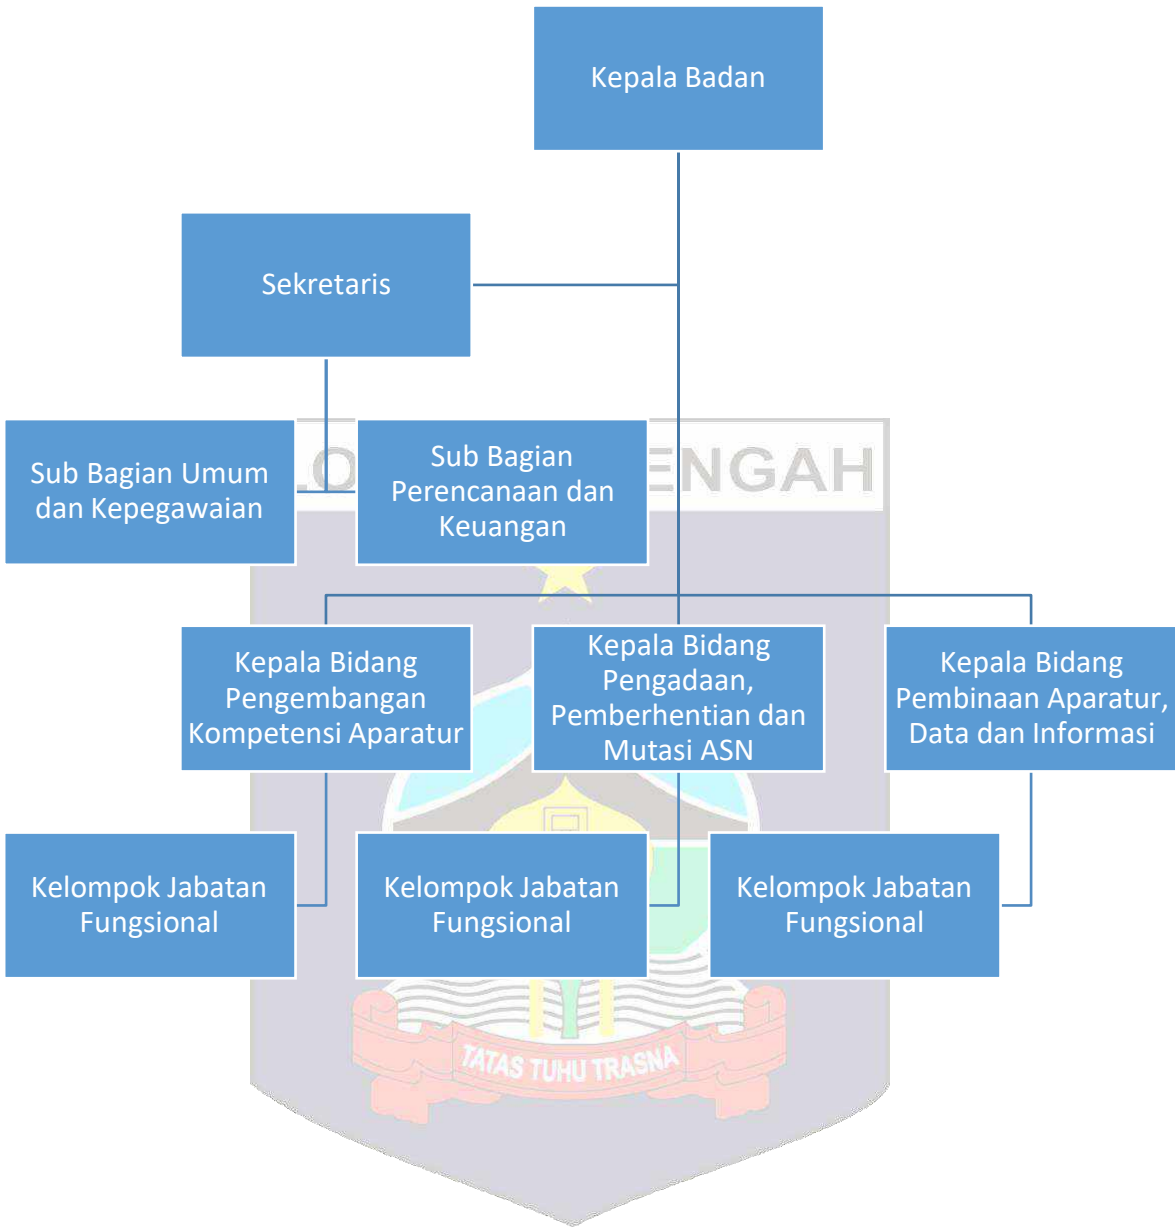 Kepala Badan
Sekretaris
Sub Bagian Umum
dan Kepegawaian
Sub Bagian
Perencanaan dan
Keuangan
Kepala Bidang
Pengembangan
Kompetensi Aparatur
Kepala Bidang
Pengadaan,
Pemberhentian dan
Mutasi ASN
Kepala Bidang
Pembinaan Aparatur,
Data dan Informasi
Kelompok Jabatan
Fungsional
Kelompok Jabatan
Fungsional
Kelompok Jabatan
Fungsional
TATAS TUHU TRASNA